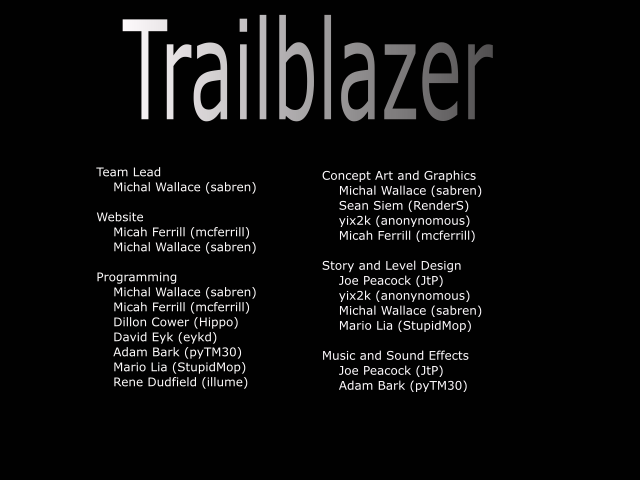 Trailblazer
Team Lead
Michal Wallace (sabren)
Website
Micah Ferrill (mcferrill)
Michal Wallace (sabren)
Programming
Michal Wallace (sabren)
Micah Ferrill (mcferrill)
Dillon Cower (Hippo)
David Eyk (eykd)
Adam Bark (pyTM30)
Mario Lia (StupidMop)
Rene Dudfield (illume)
Concept Art and Graphics
Michal Wallace (sabren)
Sean Siem (RenderS)
yix2k (anonynomous)
Micah Ferrill (mcferrill)
Story and Level Design
Joe Peacock (JtP)
yix2k (anonynomous)
Michal Wallace (sabren)
Mario Lia (StupidMop)
Music and Sound Effects
Joe Peacock (JtP)
Adam Bark (pyTM30)